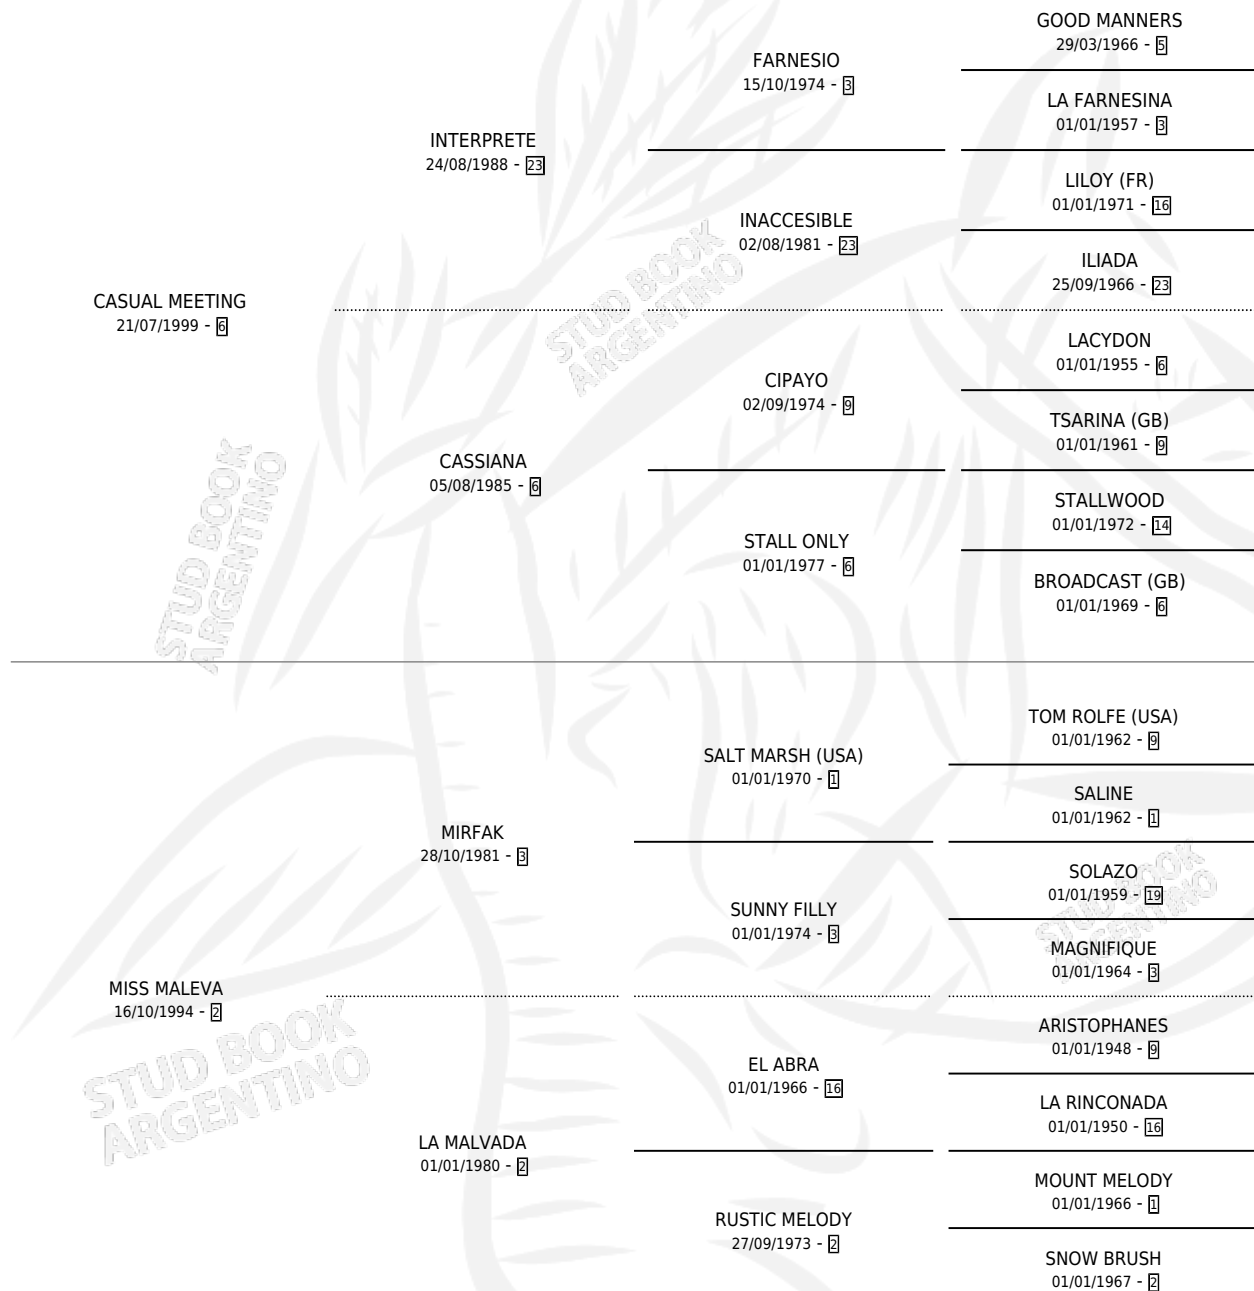 GOOD MANNERS
29/03/1966 - 5
FARNESIO
15/10/1974 - 3
LA FARNESINA
01/01/1957 - 3
INTERPRETE
24/08/1988 - 23
LILOY (FR)
01/01/1971 - 16
INACCESIBLE
02/08/1981 - 23
ILIADA
25/09/1966 - 23
CASUAL MEETING
21/07/1999 - 6
LACYDON
01/01/1955 - 6
CIPAYO
02/09/1974 - 9
TSARINA (GB)
01/01/1961 - 9
CASSIANA
05/08/1985 - 6
STALLWOOD
01/01/1972 - 14
STALL ONLY
01/01/1977 - 6
BROADCAST (GB)
01/01/1969 - 6
TOM ROLFE (USA)
01/01/1962 - 9
SALT MARSH (USA)
01/01/1970 - 1
SALINE
01/01/1962 - 1
MIRFAK
28/10/1981 - 3
SOLAZO
01/01/1959 - 19
SUNNY FILLY
01/01/1974 - 3
MAGNIFIQUE
01/01/1964 - 3
MISS MALEVA
16/10/1994 - 2
ARISTOPHANES
01/01/1948 - 9
EL ABRA
01/01/1966 - 16
LA RINCONADA
01/01/1950 - 16
LA MALVADA
01/01/1980 - 2
MOUNT MELODY
01/01/1966 - 1
RUSTIC MELODY
27/09/1973 - 2
SNOW BRUSH
01/01/1967 - 2
STUD BOOK
ARGENTINO
STUD BOOK
ARGENTINO
STUD BOOK
ARGENTINO
STUD BOOK
ARGENTINO